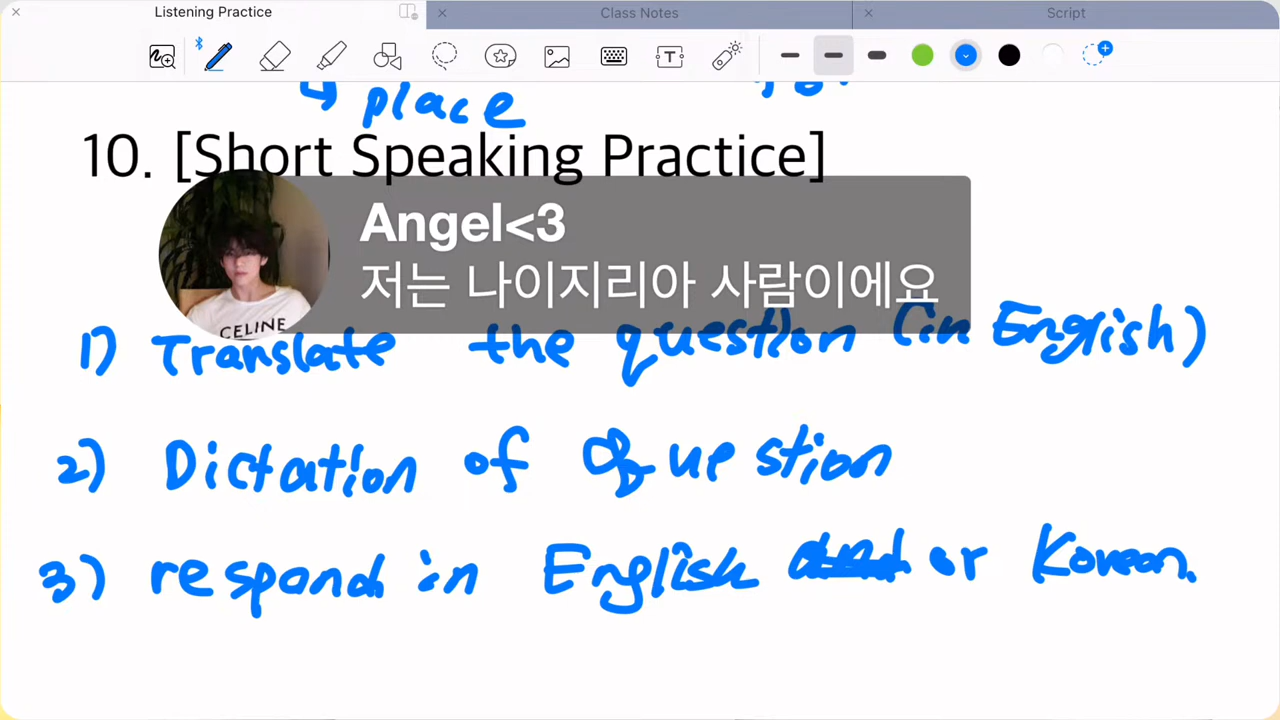 Listening Practice
Class Notes
Script
place
10. [Short Speaking Practice]
Angel<3
저는 나이지리아 사람이에요
CELINE
1) Translate the question (in English)
2) Dictation of question
3) respond in English and or Korean.